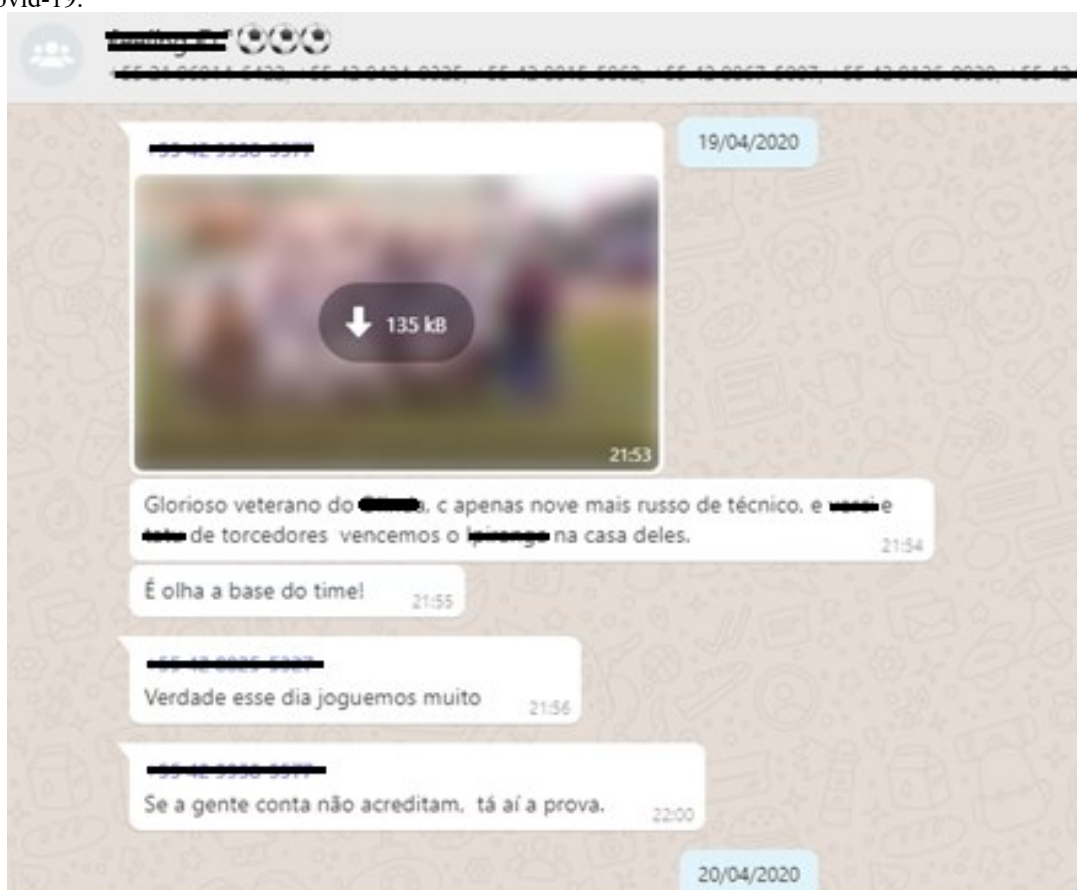 ovid-19.
19/04/2020
135 kB
21:53
Glorioso veterano do , c apenas nove mais russo de técnico, e e
de torcedores vencemos o na casa deles.
21:54
É olha a base do time!
21:55
Verdade esse dia joguemos muito
21:56
Se a gente conta não acreditam, tá aí a prova.
22:00
20/04/2020